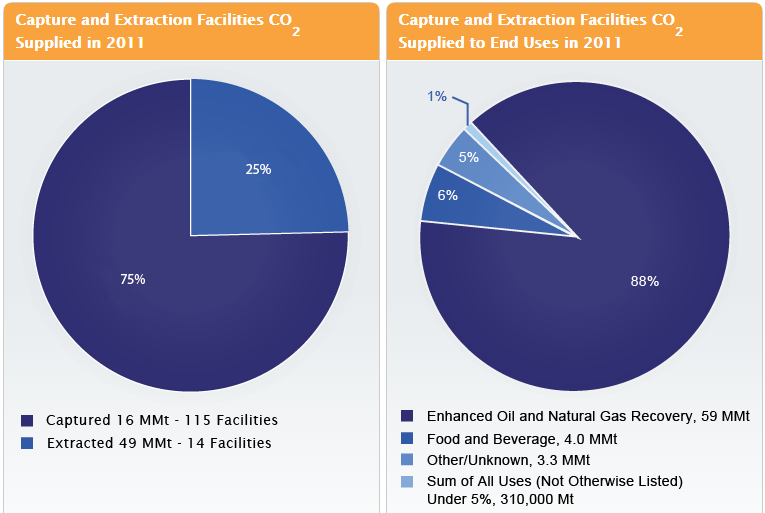 Capture and Extraction Facilities CO2
Supplied in 2011
25%
75%
Captured 16 MMt - 115 Facilities
Extracted 49 MMt - 14 Facilities
Capture and Extraction Facilities CO2
Supplied to End Uses in 2011
1%
5%
6%
88%
Enhanced Oil and Natural Gas Recovery, 59 MMt
Food and Beverage, 4.0 MMt
Other/Unknown, 3.3 MMt
Sum of All Uses (Not Otherwise Listed)
Under 5%, 310,000 Mt